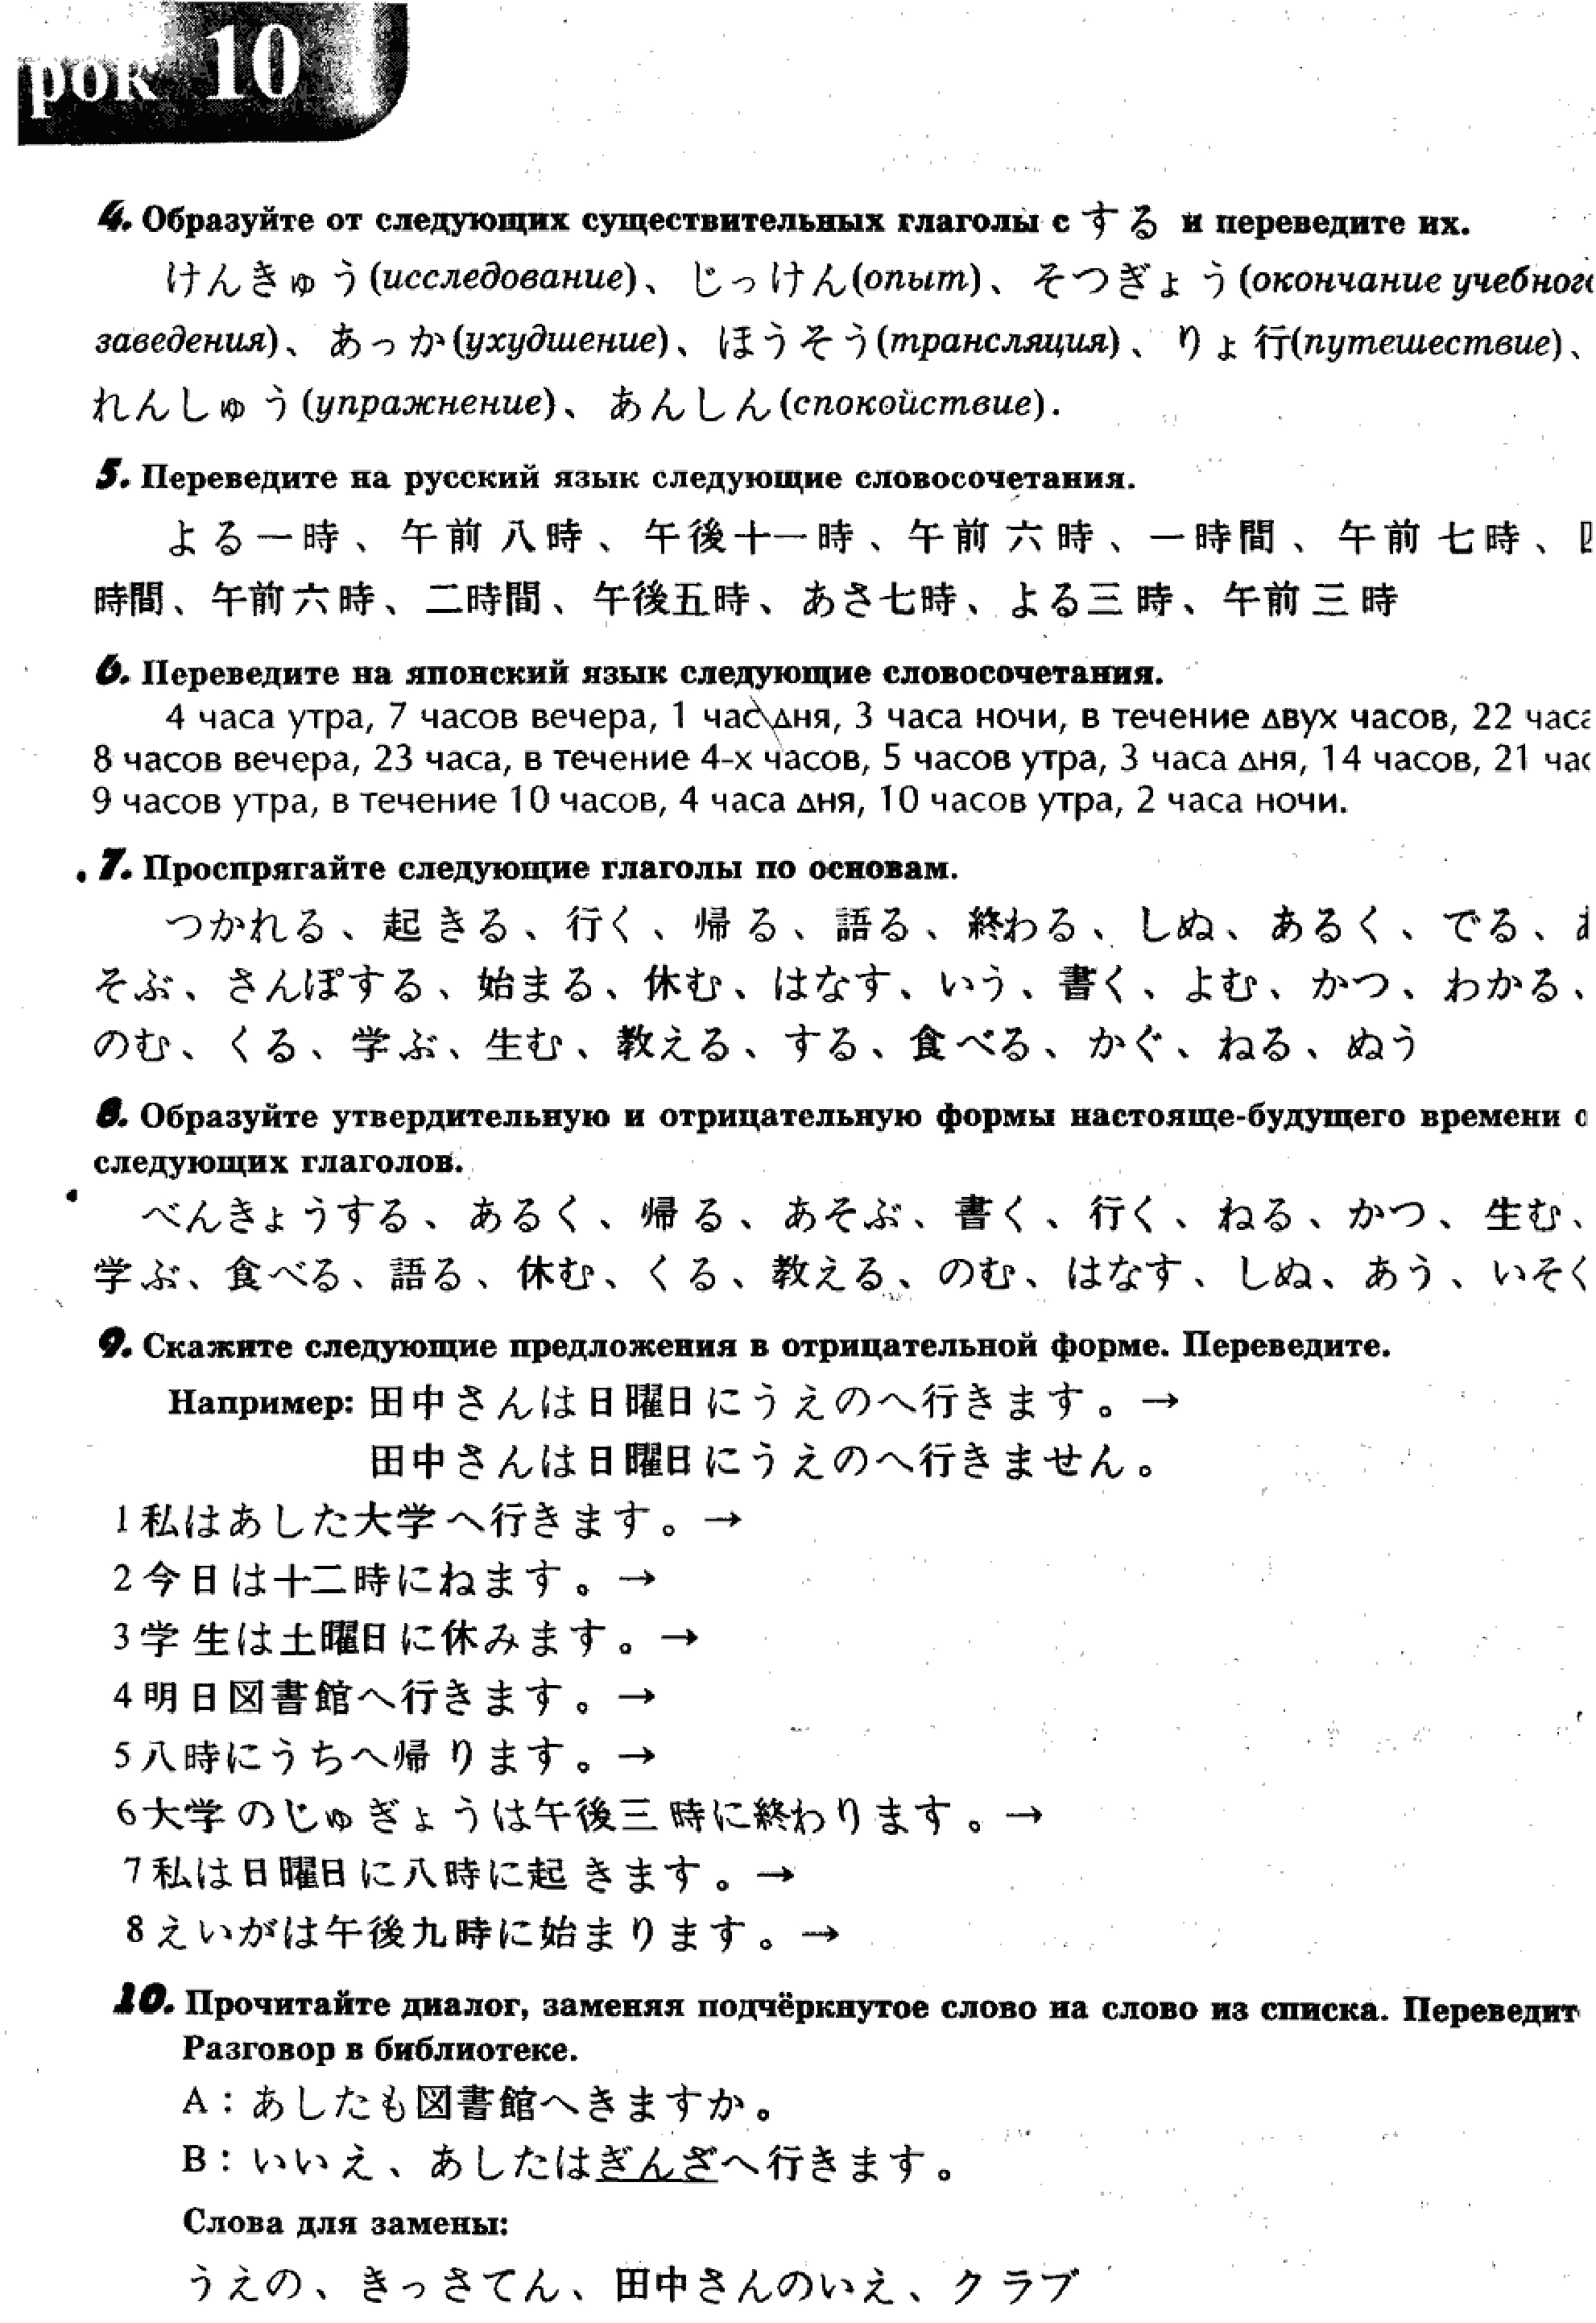 рок 10
4. Образуйте от следующих существительных глаголы с する и переведите их.
けんきゅう(исследование)、じっけん(опыт)、そつぎょう(окончание учебног
заведения)、あっか(ухудшение)、ほうそう(трансляция)、りょ行(путешествие)、
れんしゅう(упражнение)、あんしん(спокойствие).
5. Переведите на русский язык следующие словосочетания.
よる一時、午前八時、午後十一時、午前六時、一時間、午前七時、
時間、午前六時、二時間、午後五時、あさ七時、よる三時、午前三時
6. Переведите на японский язык следующие словосочетания.
4 часа утра, 7 часов вечера, 1 час дня, 3 часа ночи, в течение двух часов, 22 часа
8 часов вечера, 23 часа, в течение 4-х часов, 5 часов утра, 3 часа дня, 14 часов, 21 час
9 часов утра, в течение 10 часов, 4 часа дня, 10 часов утра, 2 часа ночи.
7. Проспрягайте следующие глаголы по основам.
つかれる、起きる、行く、帰る、語る、終わる、しぬ、あるく、でる、あ
そぶ、さんぽする、始まる、休む、はなす、いう、書く、よむ、かつ、わかる、
のむ、くる、学ぶ、生む、教える、する、食べる、かぐ、ねる、ぬう
8. Образуйте утвердительную и отрицательную формы настояще-будущего времени о
следующих глаголов.
べんきょうする、あるく、帰る、あそぶ、書く、行く、ねる、かつ、生む、
学ぶ、食べる、語る、休む、くる、教える、のむ、はなす、しぬ、あう、いそく
9. Скажите следующие предложения в отрицательной форме. Переведите.
Например: 田中さんは日曜日にうえのへ行きます。→
田中さんは日曜日にうえのへ行きません。
1 私はあした大学へ行きます。→
2 今日は十二時にねます。→
3 学生は土曜日に休みます。→
4 明日図書館へ行きます。→
5 八時にうちへ帰ります。→
6 大学のじゅぎょうは午後三時に終わります。→
7 私は日曜日に八時に起きます。→
8 えいがは午後九時に始まります。→
10. Прочитайте диалог, заменяя подчёркнутое слово на слово из списка. Переведит
Разговор в библиотеке.
A：あしたも図書館へきますか。
B：いいえ、あしたはぎんざへ行きます。
Слова для замены:
うえの、きっさてん、田中さんのいえ、クラブ